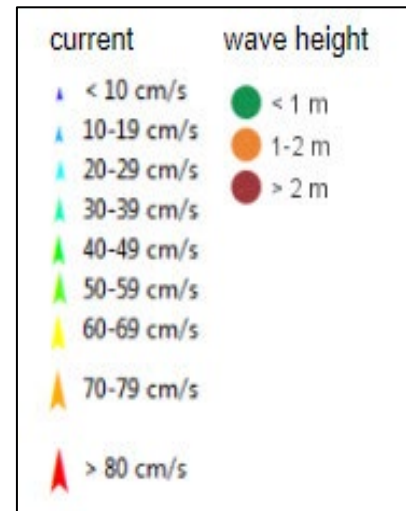 current
< 10 cm/s
10-19 cm/s
20-29 cm/s
30-39 cm/s
40-49 cm/s
50-59 cm/s
60-69 cm/s
70-79 cm/s
> 80 cm/s
wave height
< 1 m
1-2 m
> 2 m